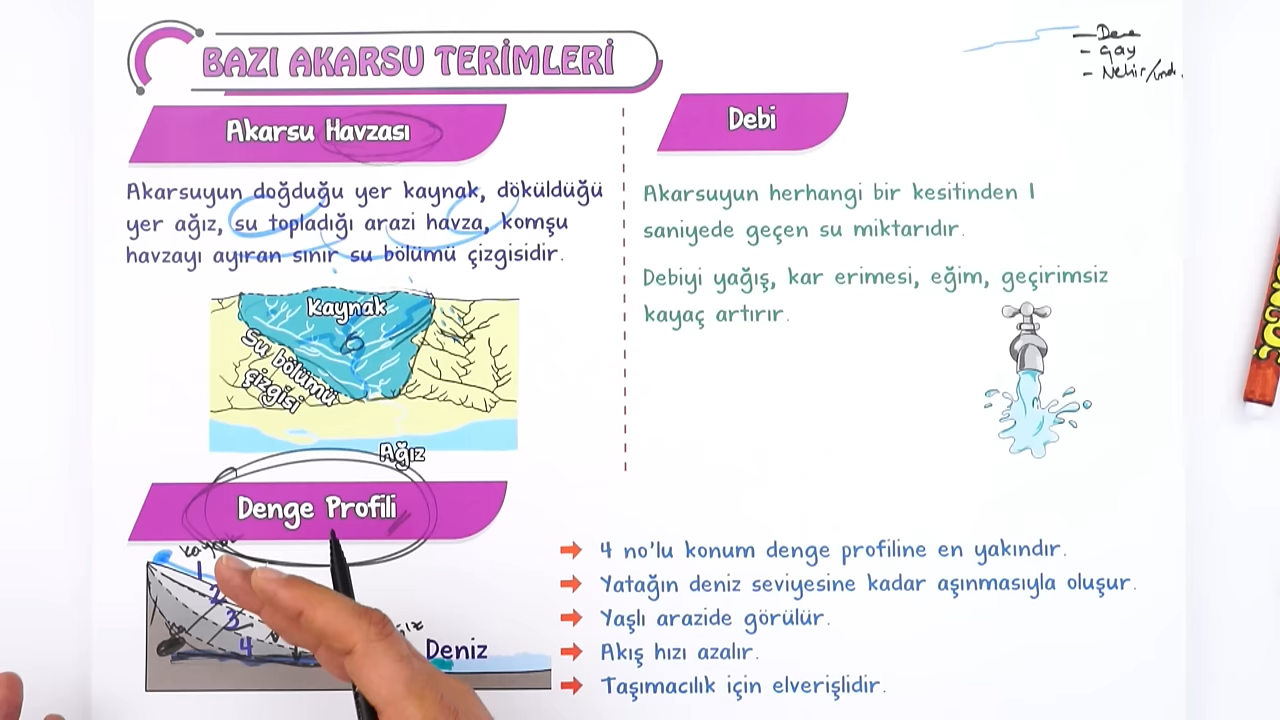 BAZI AKARSU TERİMLERİ
Dere
- Çay
- Nehir/
Akarsu Havzası
Akarsuyun doğduğu yer kaynak, döküldüğü
yer ağız, su topladığı arazi havza, komşu
havzayı ayıran sınır su bölümü çizgisidir.
Kaynak
Su bölümü
çizgisi
Ağız
Debi
Akarsuyun herhangi bir kesitinden 1
saniyede geçen su miktarıdır.
Debiyi yağış, kar erimesi, eğim, geçirimsiz
kayaç artırır.
Denge Profili
1
2
3
4
Deniz
4 no'lu konum denge profiline en yakındır.
Yatağın deniz seviyesine kadar aşınmasıyla oluşur.
Yaşlı arazide görülür.
Akış hızı azalır.
Taşımacılık için elverişlidir.